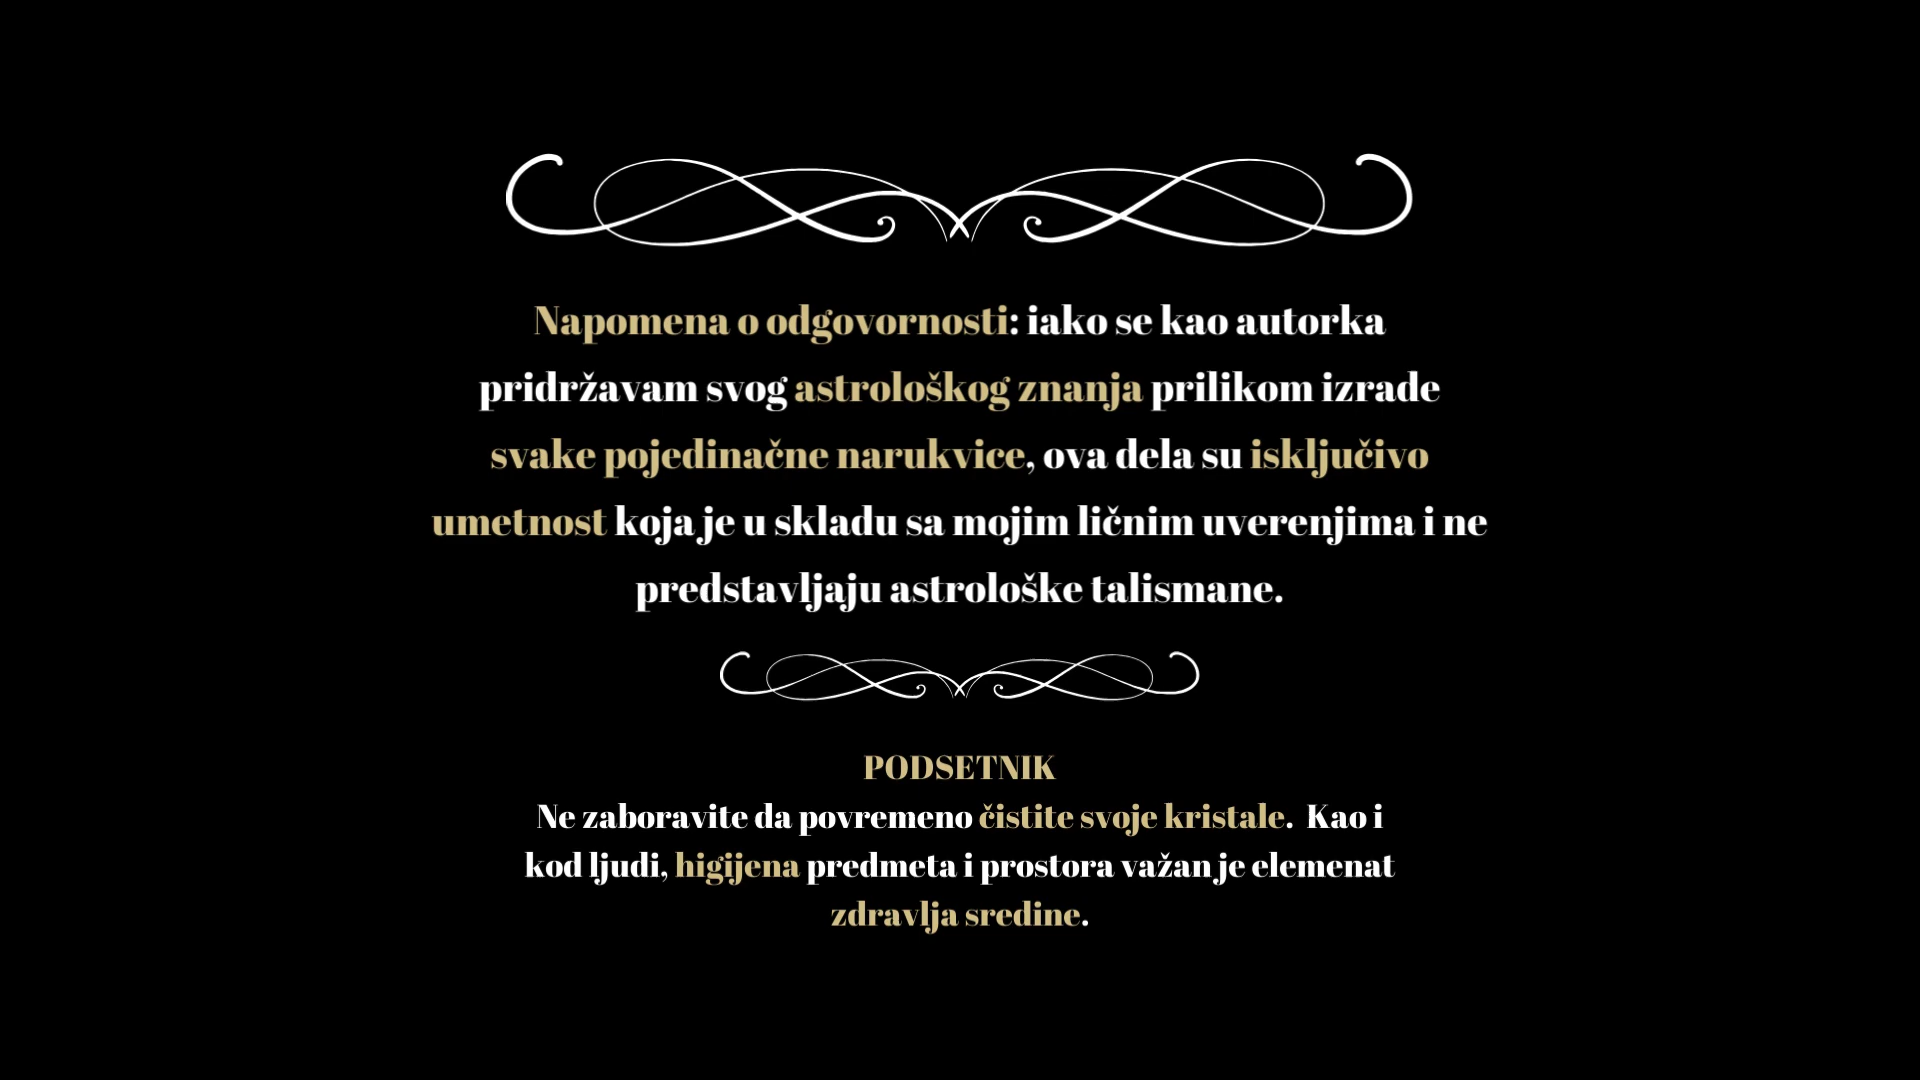 Napomena o odgovornosti: iako se kao autorka
pridržavam svog astrološkog znanja prilikom izrade
svake pojedinačne narukvice, ova dela su isključivo
umetnost koja je u skladu sa mojim ličnim uverenjima i ne
predstavljaju astrološke talismane.
PODSETNIK
Ne zaboravite da povremeno čistite svoje kristale. Kao i
kod ljudi, higijena predmeta i prostora važan je elemenat
zdravlja sredine.